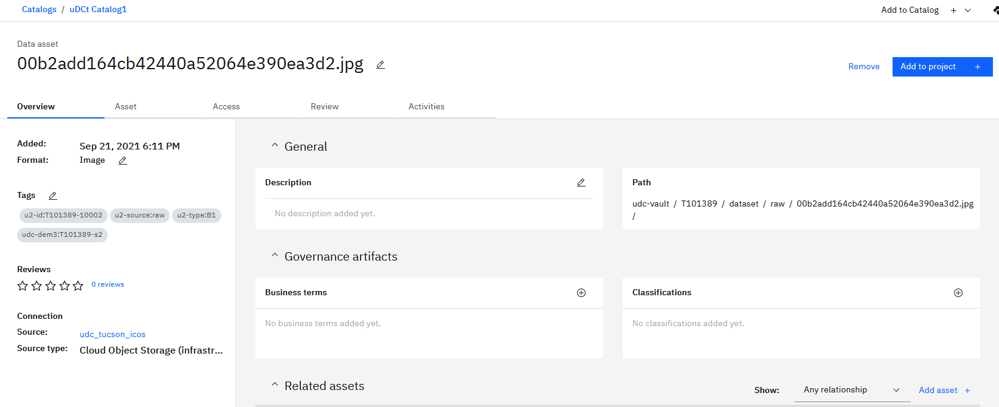 Catalogs / uDCt Catalog1
Add to Catalog +
Data asset
00b2add164cb42440a52064e390ea3d2.jpg
Remove
Add to project +
Overview
Asset
Access
Review
Activities
Added: Sep 21, 2021 6:11 PM
Format: Image
Tags
u2-id:T101389-10002 u2-source:raw u2-type:B1
udc-dem3:T101389-s2
Reviews
0 reviews
Connection
Source: udc_tucson_icos
Source type: Cloud Object Storage (infrastr...
General
Description
No description added yet.
Path
udc-vault / T101389 / dataset / raw / 00b2add164cb42440a52064e390ea3d2.jpg
/
Governance artifacts
Business terms
No business terms added yet.
Classifications
No classifications added yet.
Related assets
Show: Any relationship
Add asset +